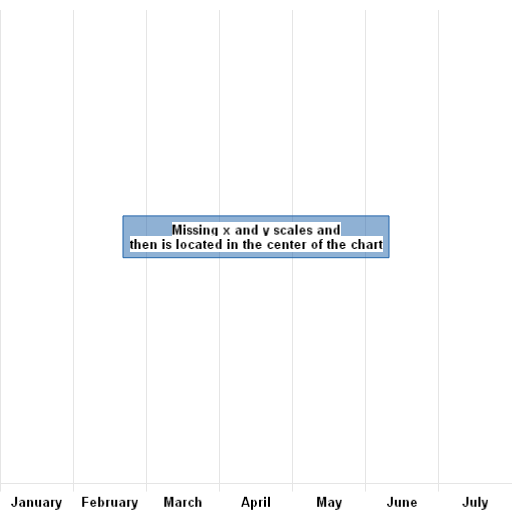 Missing x and y scales and
then is located in the center of the chart
January February March April May June July